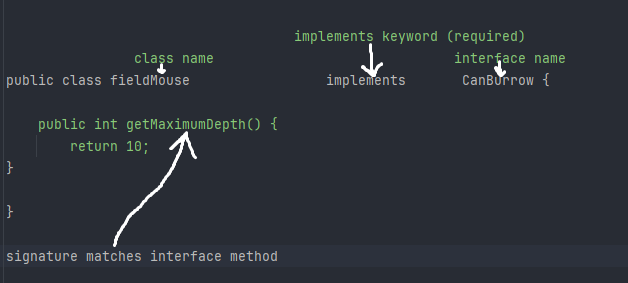 implements keyword (required)
class name interface name
public class fieldMouse implements CanBurrow {
public int getMaximumDepth() {
return 10;
}
}
signature matches interface method